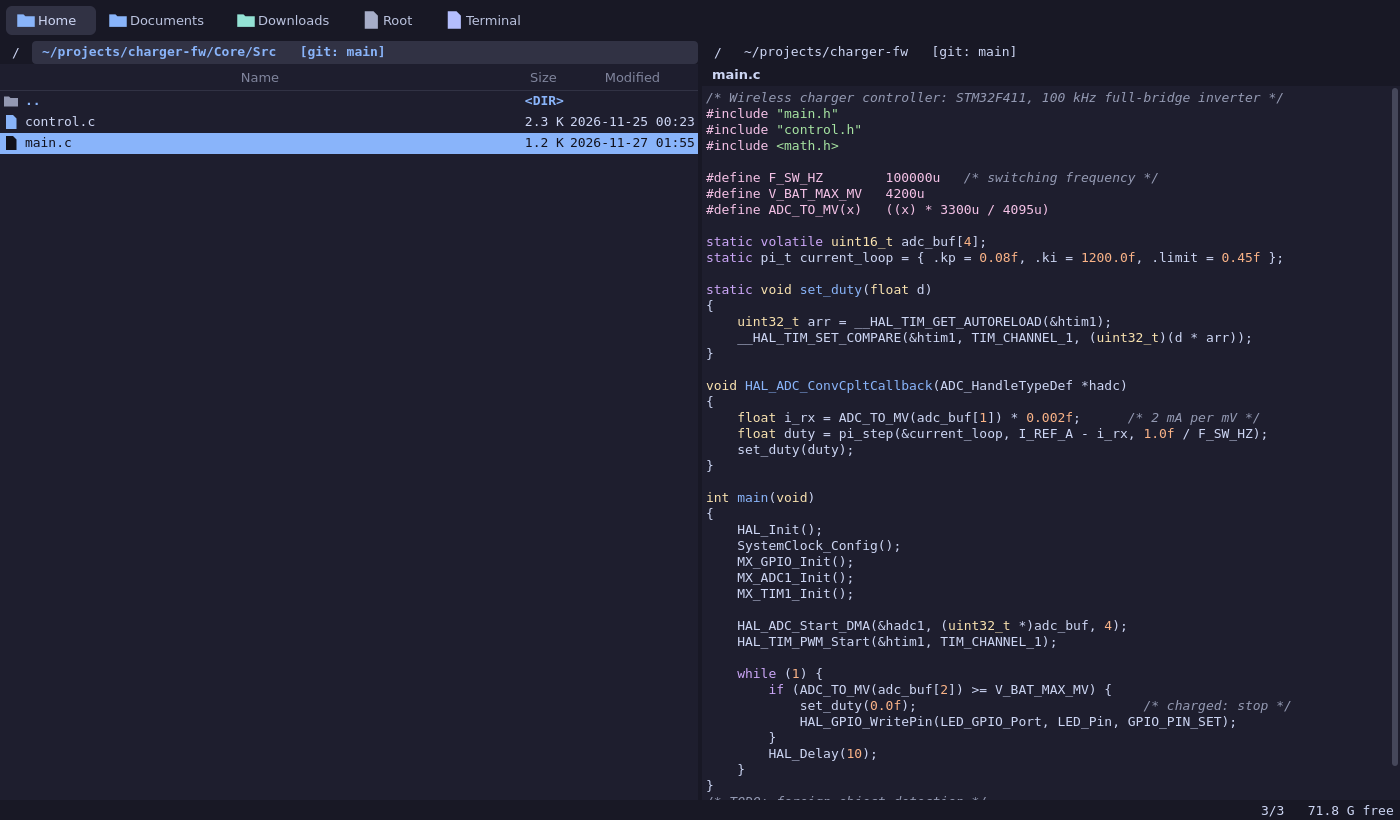 Home Documents Downloads Root Terminal
/ ~/projects/charger-fw/Core/Src [git: main]
Name Size Modified
.. <DIR>
control.c 2.3 K 2026-11-25 00:23
main.c 1.2 K 2026-11-27 01:55
/ ~/projects/charger-fw [git: main]
main.c
/* Wireless charger controller: STM32F411, 100 kHz full-bridge inverter */
#include "main.h"
#include "control.h"
#include <math.h>

#define F_SW_HZ        100000u   /* switching frequency */
#define V_BAT_MAX_MV   4200u
#define ADC_TO_MV(x)   ((x) * 3300u / 4095u)

static volatile uint16_t adc_buf[4];
static pi_t current_loop = { .kp = 0.08f, .ki = 1200.0f, .limit = 0.45f };

static void set_duty(float d)
{
    uint32_t arr = __HAL_TIM_GET_AUTORELOAD(&htim1);
    __HAL_TIM_SET_COMPARE(&htim1, TIM_CHANNEL_1, (uint32_t)(d * arr));
}

void HAL_ADC_ConvCpltCallback(ADC_HandleTypeDef *hadc)
{
    float i_rx = ADC_TO_MV(adc_buf[1]) * 0.002f;      /* 2 mA per mV */
    float duty = pi_step(&current_loop, I_REF_A - i_rx, 1.0f / F_SW_HZ);
    set_duty(duty);
}

int main(void)
{
    HAL_Init();
    SystemClock_Config();
    MX_GPIO_Init();
    MX_ADC1_Init();
    MX_TIM1_Init();

    HAL_ADC_Start_DMA(&hadc1, (uint32_t *)adc_buf, 4);
    HAL_TIM_PWM_Start(&htim1, TIM_CHANNEL_1);

    while (1) {
        if (ADC_TO_MV(adc_buf[2]) >= V_BAT_MAX_MV) {
            set_duty(0.0f);                             /* charged: stop */
            HAL_GPIO_WritePin(LED_GPIO_Port, LED_Pin, GPIO_PIN_SET);
        }
        HAL_Delay(10);
    }
}
/* TODO: foreign object detection */
3/3 71.8 G free